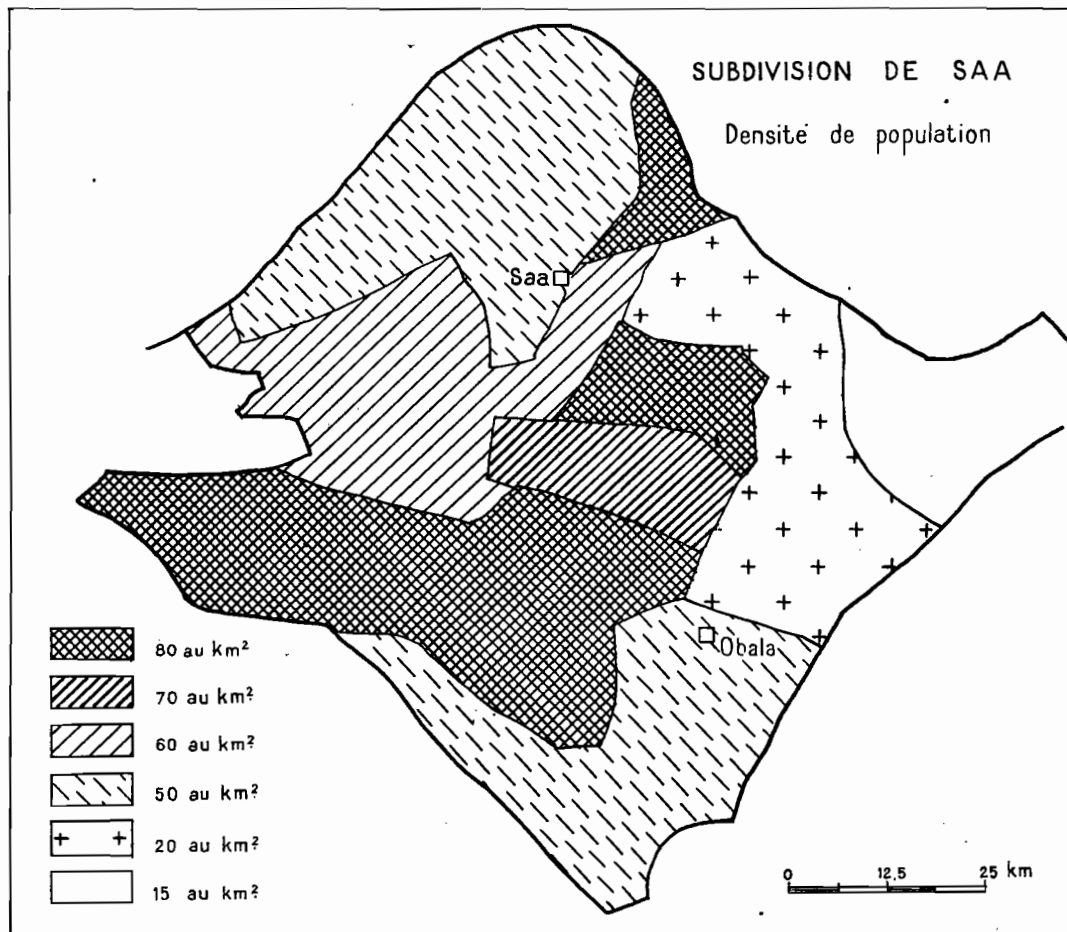 SUBDIVISION DE SAA
Densité de population
Saa
Obala
80 au km²
70 au km²
60 au km²
50 au km²
20 au km²
15 au km²
0 12,5 25 km